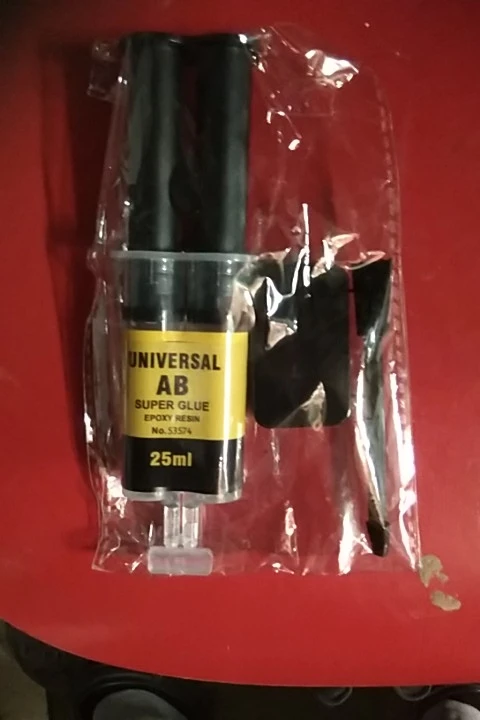 UNIVERSAL
AB
SUPER GLUE
EPOXY RESIN
No.53574
25ml